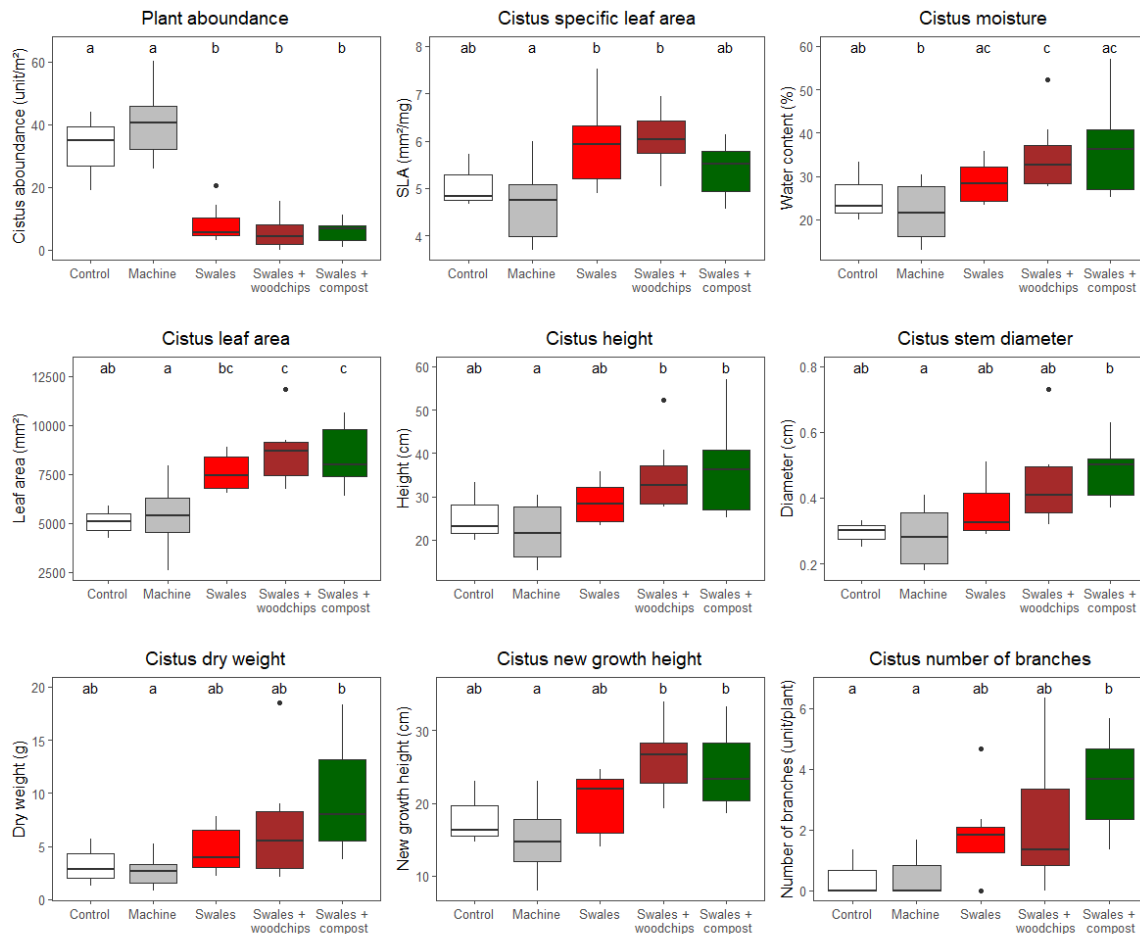 Plant aboundance
Cistus aboundance (unit/m²)
60
40
20
0
a a b b b
Control Machine Swales Swales + Swales +
woodchips compost
Cistus specific leaf area
SLA (mm²/mg)
8
7
6
5
4
ab a b b ab
Control Machine Swales Swales + Swales +
woodchips compost
Cistus moisture
Water content (%)
60
50
40
30
20
ab b ac c ac
Control Machine Swales Swales + Swales +
woodchips compost
Cistus leaf area
Leaf area (mm²)
12500
10000
7500
5000
2500
ab a bc c c
Control Machine Swales Swales + Swales +
woodchips compost
Cistus height
Height (cm)
60
50
40
30
20
ab a ab b b
Control Machine Swales Swales + Swales +
woodchips compost
Cistus stem diameter
Diameter (cm)
0.8
0.6
0.4
0.2
ab a ab ab b
Control Machine Swales Swales + Swales +
woodchips compost
Cistus dry weight
Dry weight (g)
20
15
10
5
0
ab a ab ab b
Control Machine Swales Swales + Swales +
woodchips compost
Cistus new growth height
New growth height (cm)
30
20
10
ab a ab b b
Control Machine Swales Swales + Swales +
woodchips compost
Cistus number of branches
Number of branches (unit/plant)
6
4
2
0
a a ab ab b
Control Machine Swales Swales + Swales +
woodchips compost